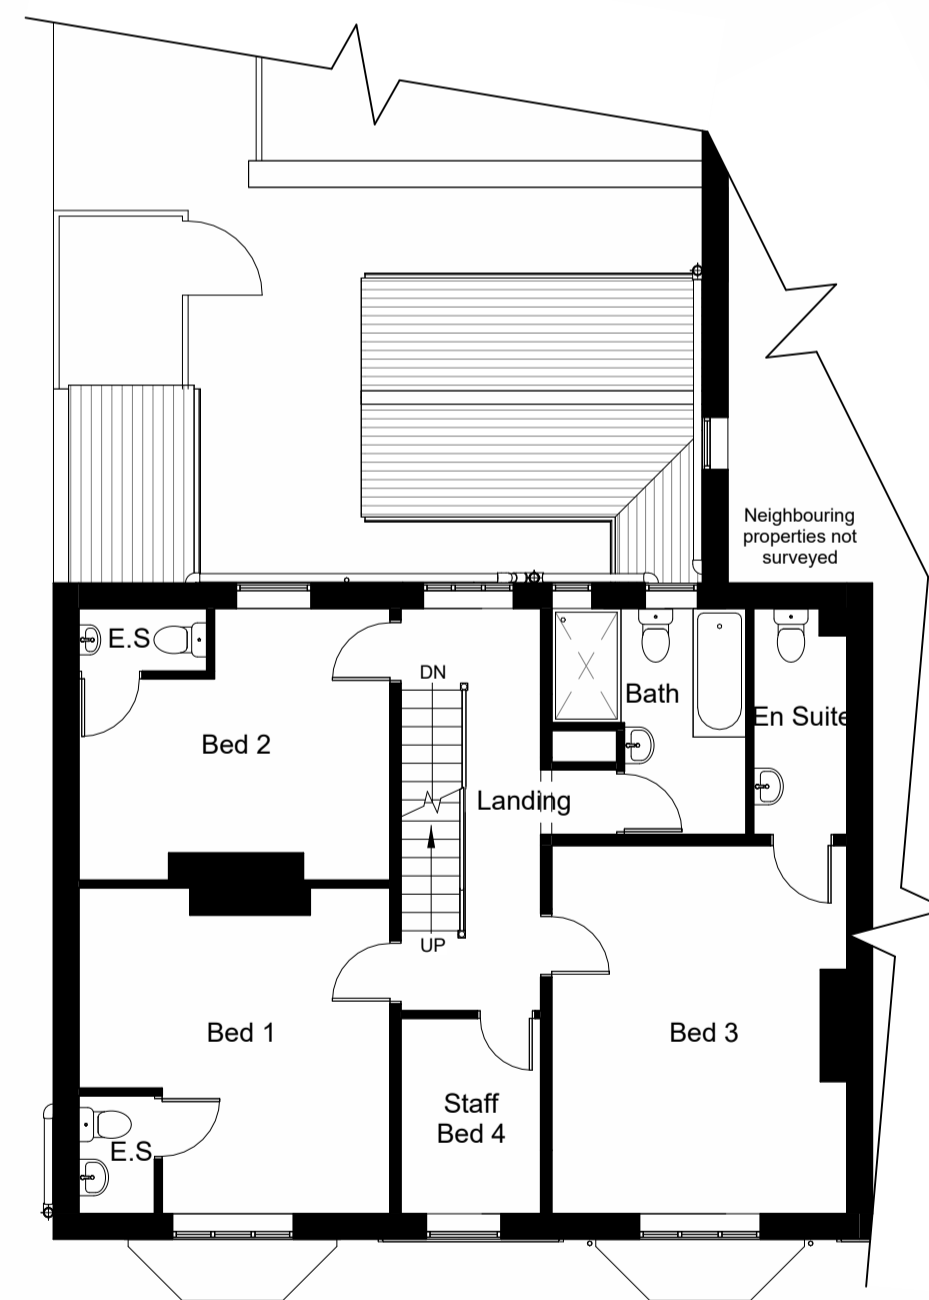 Neighbouring
properties not
surveyed
E.S
DN
Bath
En Suite
Bed 2
Landing
UP
Bed 1
Bed 3
Staff
Bed 4
E.S